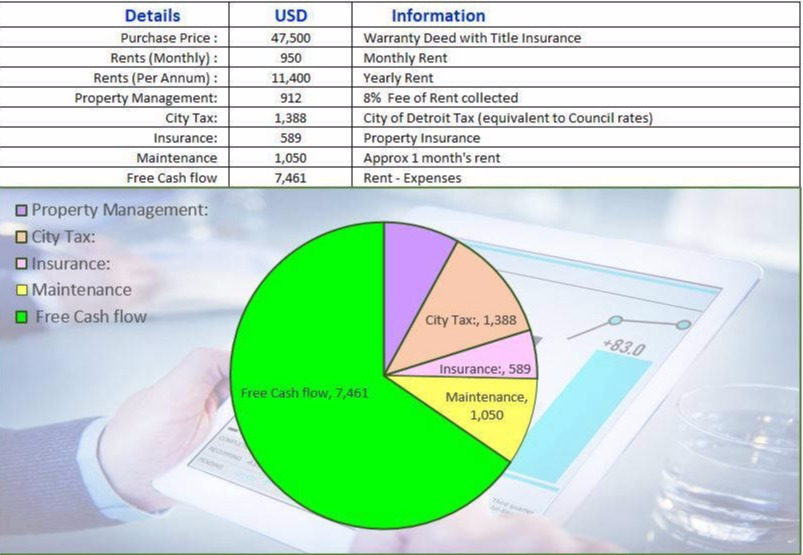 Details USD Information
Purchase Price : 47,500 Warranty Deed with Title Insurance
Rents (Monthly) : 950 Monthly Rent
Rents (Per Annum) : 11,400 Yearly Rent
Property Management: 912 8% Fee of Rent collected
City Tax: 1,388 City of Detroit Tax (equivalent to Council rates)
Insurance: 589 Property Insurance
Maintenance 1,050 Approx 1 month's rent
Free Cash flow 7,461 Rent - Expenses
Property Management:
City Tax:
Insurance:
Maintenance
Free Cash flow
City Tax:, 1,388
+83.0
Insurance:, 589
Free Cash flow, 7,461
Maintenance,
1,050
Third quarter